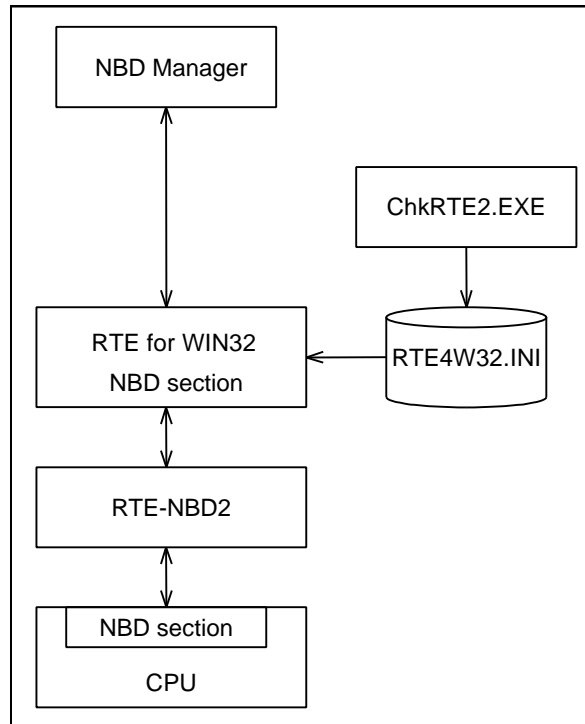 NBD Manager
ChkRTE2.EXE
RTE for WIN32
NBD section
RTE4W32.INI
RTE-NBD2
NBD section
CPU